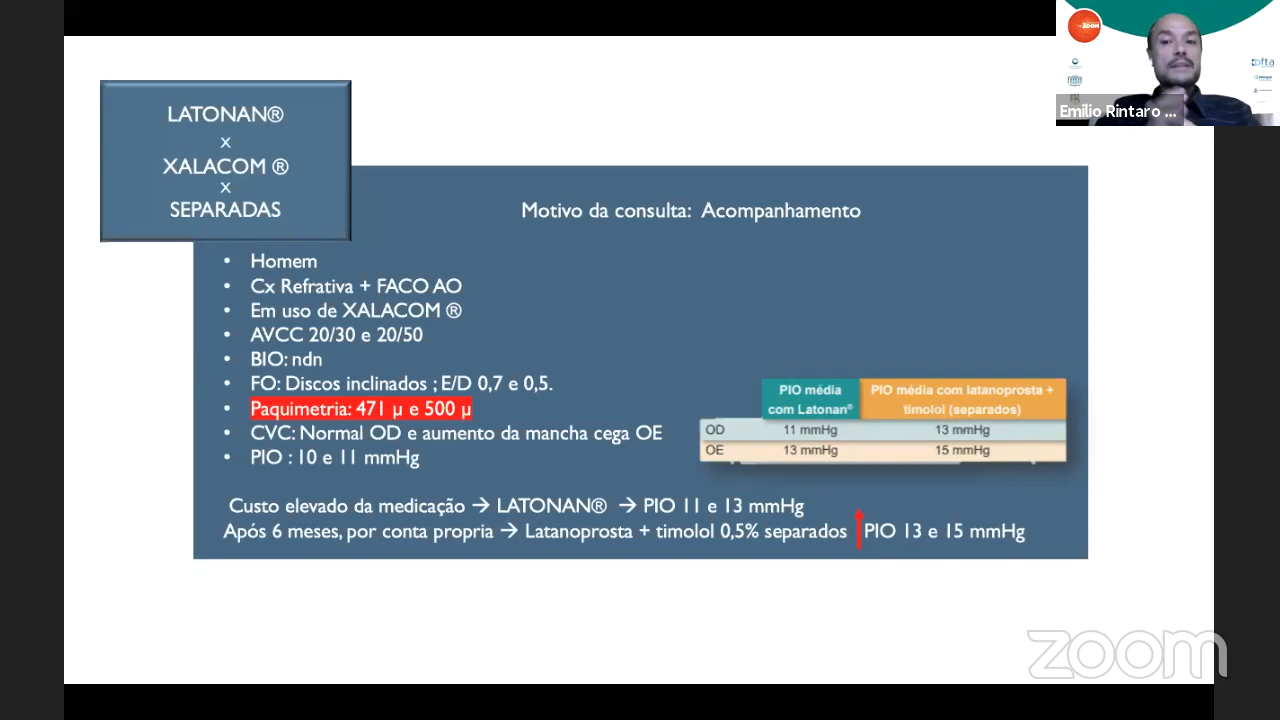 LATONAN®
x
XALACOM ®
x
SEPARADAS
Motivo da consulta: Acompanhamento
• Homem
• Cx Refrativa + FACO AO
• Em uso de XALACOM ®
• AVCC 20/30 e 20/50
• BIO: ndn
• FO: Discos inclinados ; E/D 0,7 e 0,5.
• Paquimetria: 471 µ e 500 µ
• CVC: Normal OD e aumento da mancha cega OE
• PIO : 10 e 11 mmHg
PIO média com Latonan® PIO média com latanoprosta + timolol (separados)
OD 11 mmHg 13 mmHg
OE 13 mmHg 15 mmHg
Custo elevado da medicação → LATONAN® → PIO 11 e 13 mmHg
Após 6 meses, por conta propria → Latanoprosta + timolol 0,5% separados PIO 13 e 15 mmHg
Emilio Rintaro ...
ofta
zoom